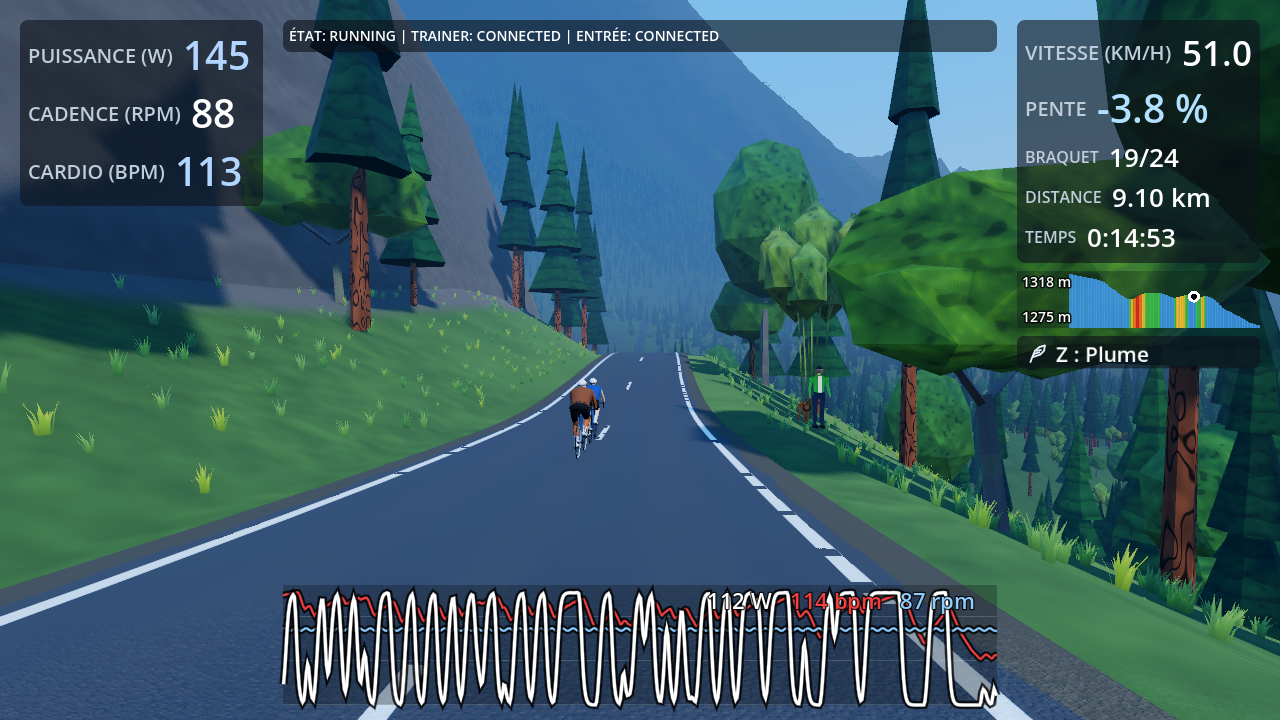 PUISSANCE (W) 145
CADENCE (RPM) 88
CARDIO (BPM) 113
ÉTAT: RUNNING | TRAINER: CONNECTED | ENTRÉE: CONNECTED
VITESSE (KM/H) 51.0
PENTE -3.8 %
BRAQUET 19/24
DISTANCE 9.10 km
TEMPS 0:14:53
1318 m
1275 m
Z : Plume
112 W 114 bpm 87 rpm